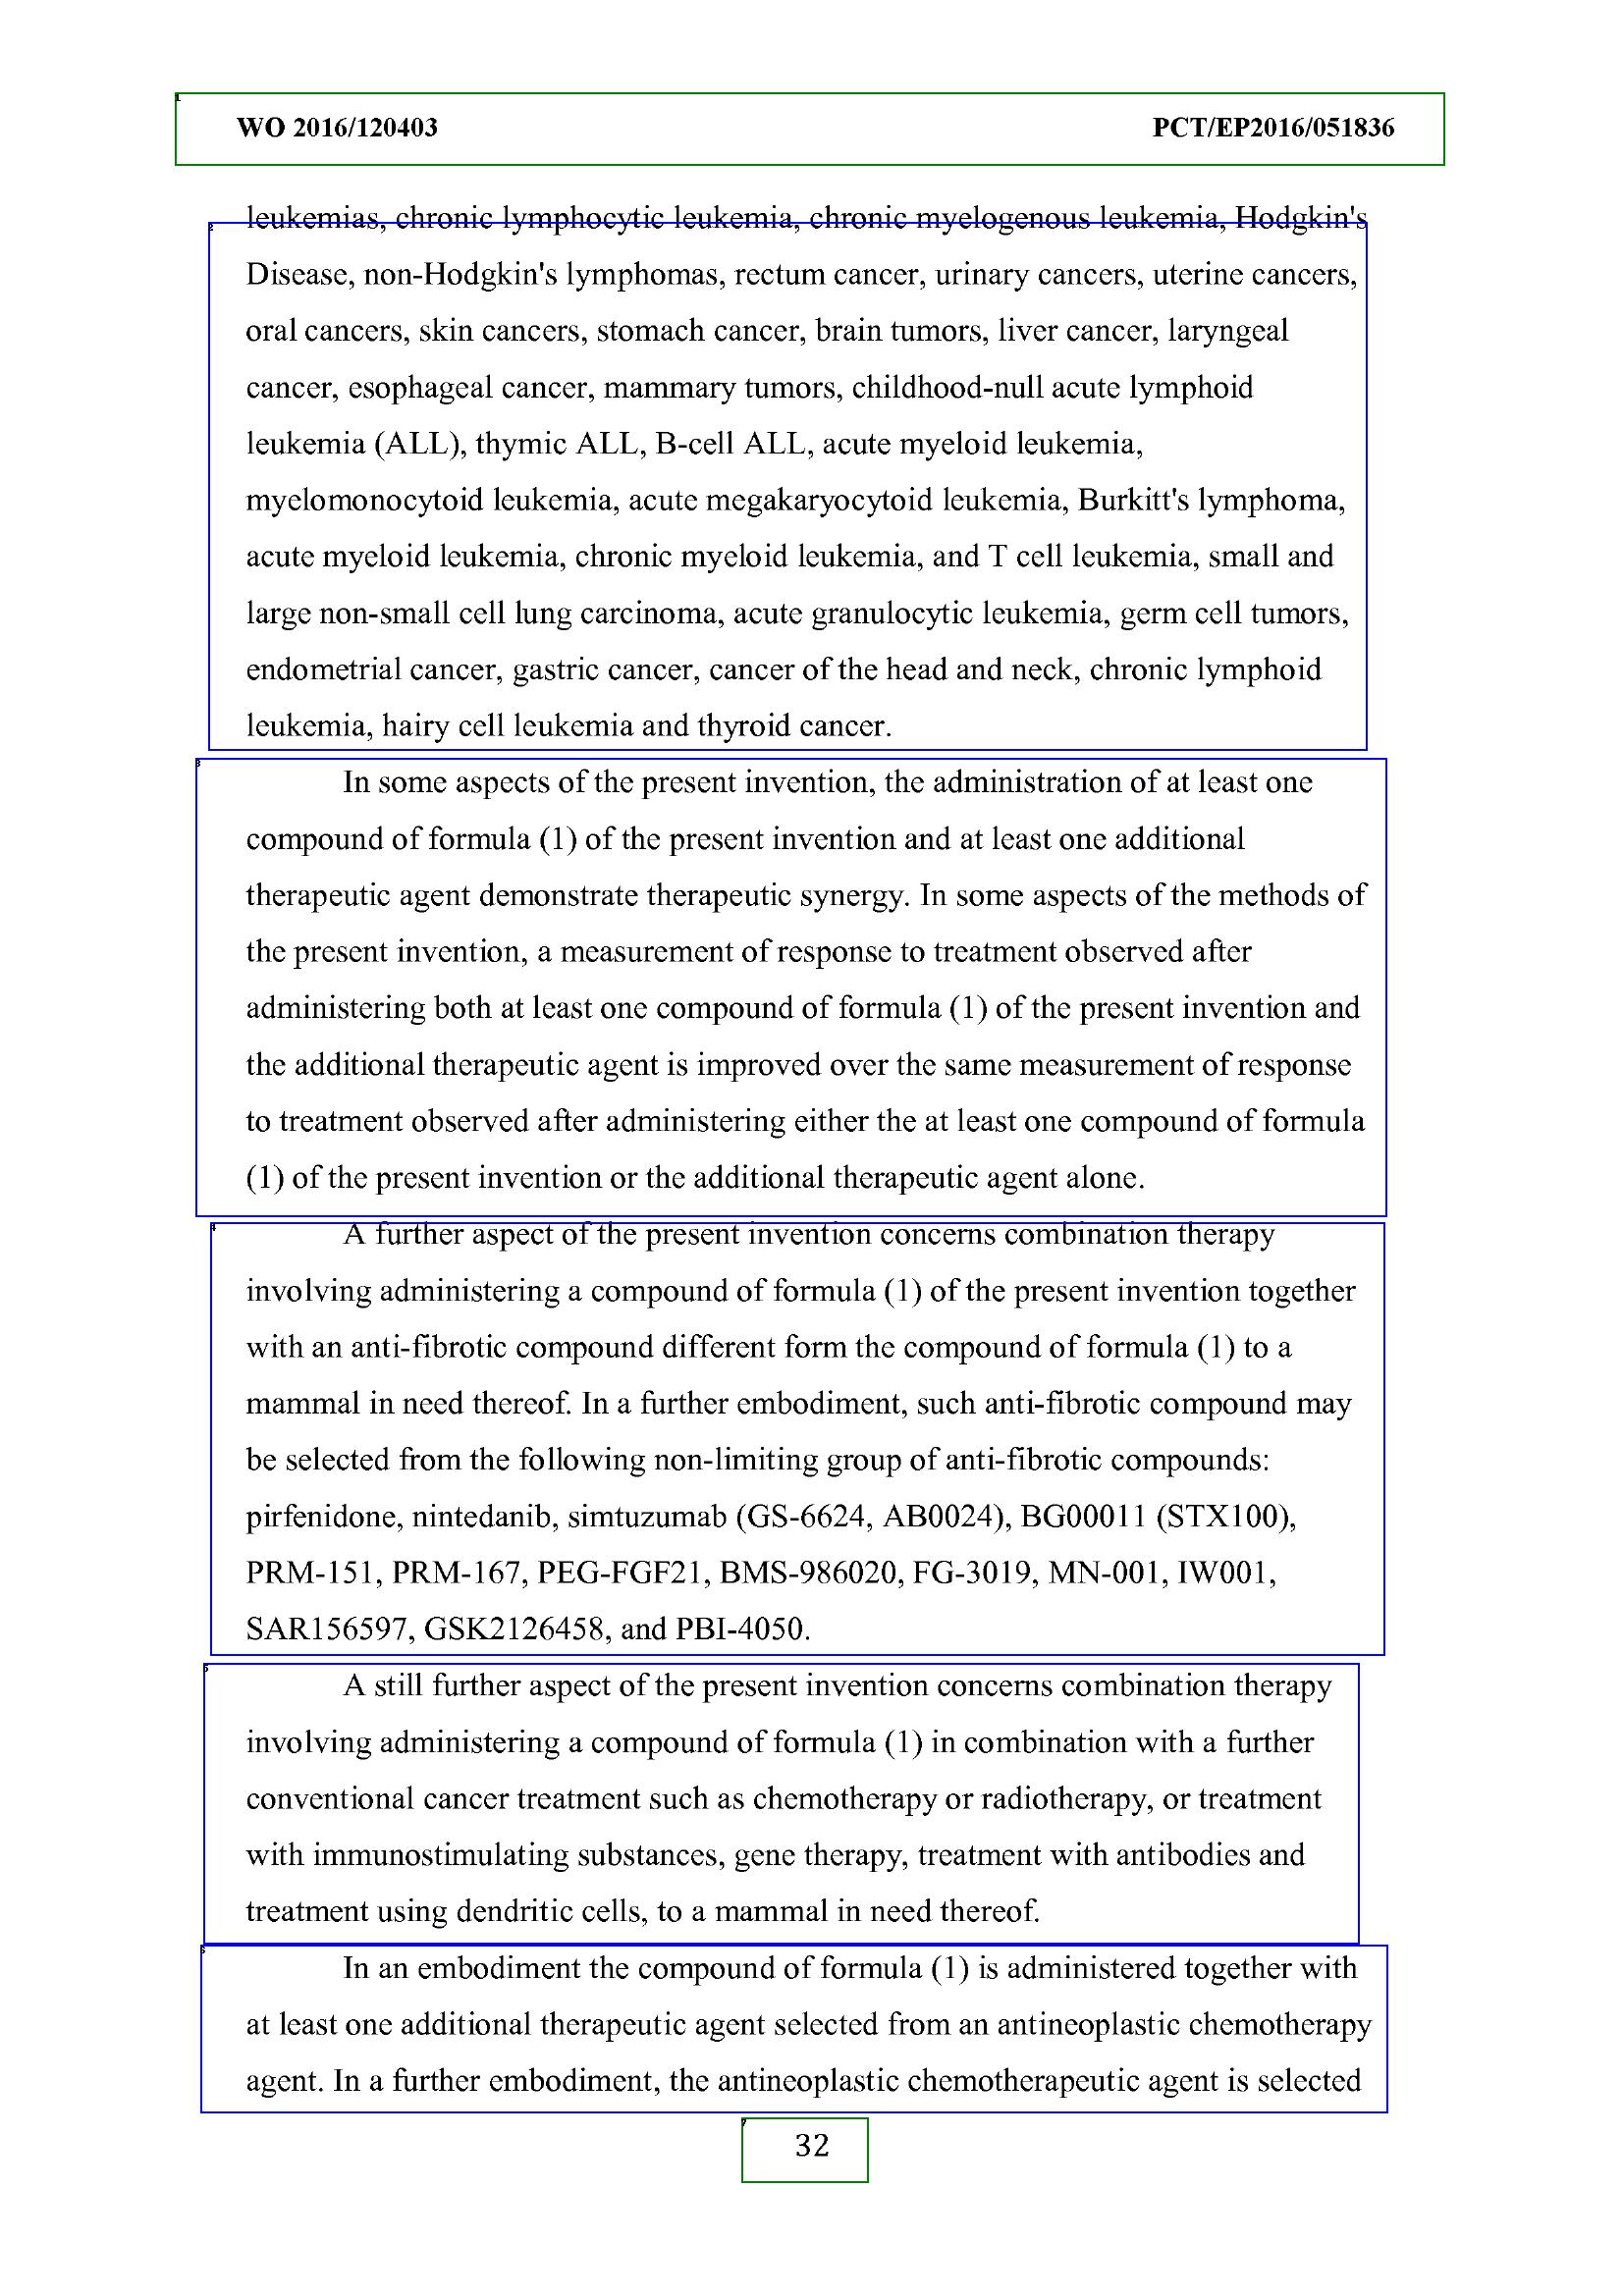 WO 2016/120403 PCT/EP2016/051836
leukemias, chronic lymphocytic leukemia, chronic myelogenous leukemia, Hodgkin's
Disease, non-Hodgkin's lymphomas, rectum cancer, urinary cancers, uterine cancers,
oral cancers, skin cancers, stomach cancer, brain tumors, liver cancer, laryngeal
cancer, esophageal cancer, mammary tumors, childhood-null acute lymphoid
leukemia (ALL), thymic ALL, B-cell ALL, acute myeloid leukemia,
myelomonocytoid leukemia, acute megakaryocytoid leukemia, Burkitt's lymphoma,
acute myeloid leukemia, chronic myeloid leukemia, and T cell leukemia, small and
large non-small cell lung carcinoma, acute granulocytic leukemia, germ cell tumors,
endometrial cancer, gastric cancer, cancer of the head and neck, chronic lymphoid
leukemia, hairy cell leukemia and thyroid cancer.
In some aspects of the present invention, the administration of at least one
compound of formula (1) of the present invention and at least one additional
therapeutic agent demonstrate therapeutic synergy. In some aspects of the methods of
the present invention, a measurement of response to treatment observed after
administering both at least one compound of formula (1) of the present invention and
the additional therapeutic agent is improved over the same measurement of response
to treatment observed after administering either the at least one compound of formula
(1) of the present invention or the additional therapeutic agent alone.
A further aspect of the present invention concerns combination therapy
involving administering a compound of formula (1) of the present invention together
with an anti-fibrotic compound different form the compound of formula (1) to a
mammal in need thereof. In a further embodiment, such anti-fibrotic compound may
be selected from the following non-limiting group of anti-fibrotic compounds:
pirfenidone, nintedanib, simtuzumab (GS-6624, AB0024), BG00011 (STX100),
PRM-151, PRM-167, PEG-FGF21, BMS-986020, FG-3019, MN-001, IW001,
SAR156597, GSK2126458, and PBI-4050.
A still further aspect of the present invention concerns combination therapy
involving administering a compound of formula (1) in combination with a further
conventional cancer treatment such as chemotherapy or radiotherapy, or treatment
with immunostimulating substances, gene therapy, treatment with antibodies and
treatment using dendritic cells, to a mammal in need thereof.
In an embodiment the compound of formula (1) is administered together with
at least one additional therapeutic agent selected from an antineoplastic chemotherapy
agent. In a further embodiment, the antineoplastic chemotherapeutic agent is selected
32